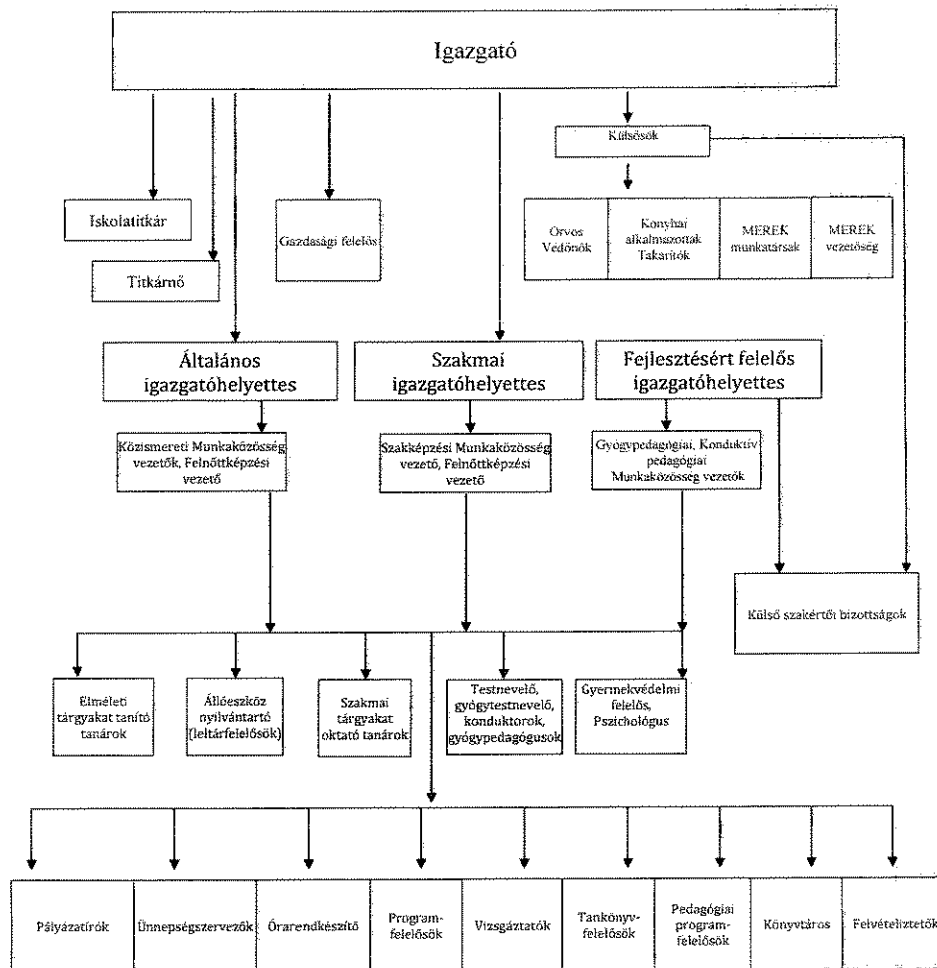 Igazgató
Külsősök
Iskolatitkár
Titkárnő
Gazdasági felelős
Orvos
Védőnők
Konyhai
alkalmazottak
Takarítók
MEREK
munkatársak
MEREK
vezetőség
Általános
igazgatóhelyettes
Szakmai
igazgatóhelyettes
Fejlesztésért felelős
igazgatóhelyettes
Közismereti Munkaközösség
vezetők, Felnőttképzési
vezető
Szakképzési Munkaközösség
vezető, Felnőttképzési
vezető
Gyógypedagógiai, Konduktív
pedagógiai
Munkaközösség vezetők
Külső szakértői bizottságok
Elméleti
tárgyakat tanító
tanárok
Állóeszköz
nyilvántartó
(leltárfelelősök)
Szakmai
tárgyakat
oktató tanárok
Testnevelő,
gyógytestnevelő,
konduktorok,
gyógypedagógusok
Gyermekvédelmi
felelős,
Pszichológus
Pályázatírók
Ünnepségszervezők
Órarendkészítő
Program-
felelősök
Vizsgáztatók
Tankönyv-
felelősök
Pedagógiai
program-
felelősök
Könyvtáros
Felvételiztetők